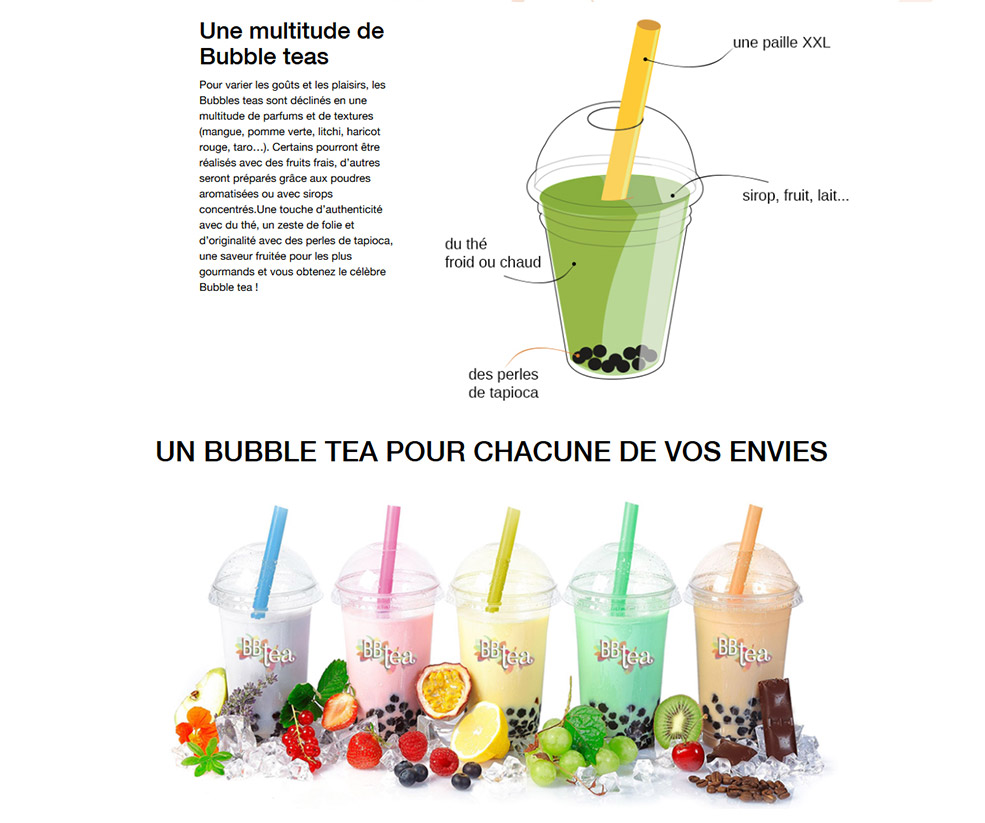 Une multitude de
Bubble teas
Pour varier les goûts et les plaisirs, les
Bubbles teas sont déclinés en une
multitude de parfums et de textures
(mangue, pomme verte, litchi, haricot
rouge, taro…). Certains pourront être
réalisés avec des fruits frais, d'autres
seront préparés grâce aux poudres
aromatisées ou avec sirops
concentrés.Une touche d'authenticité
avec du thé, un zeste de folie et
d'originalité avec des perles de tapioca,
une saveur fruitée pour les plus
gourmands et vous obtenez le célèbre
Bubble tea !
une paille XXL
sirop, fruit, lait...
du thé
froid ou chaud
des perles
de tapioca
UN BUBBLE TEA POUR CHACUNE DE VOS ENVIES
BBtéa
BBtéa
BBtéa
BBtéa
BBtéa